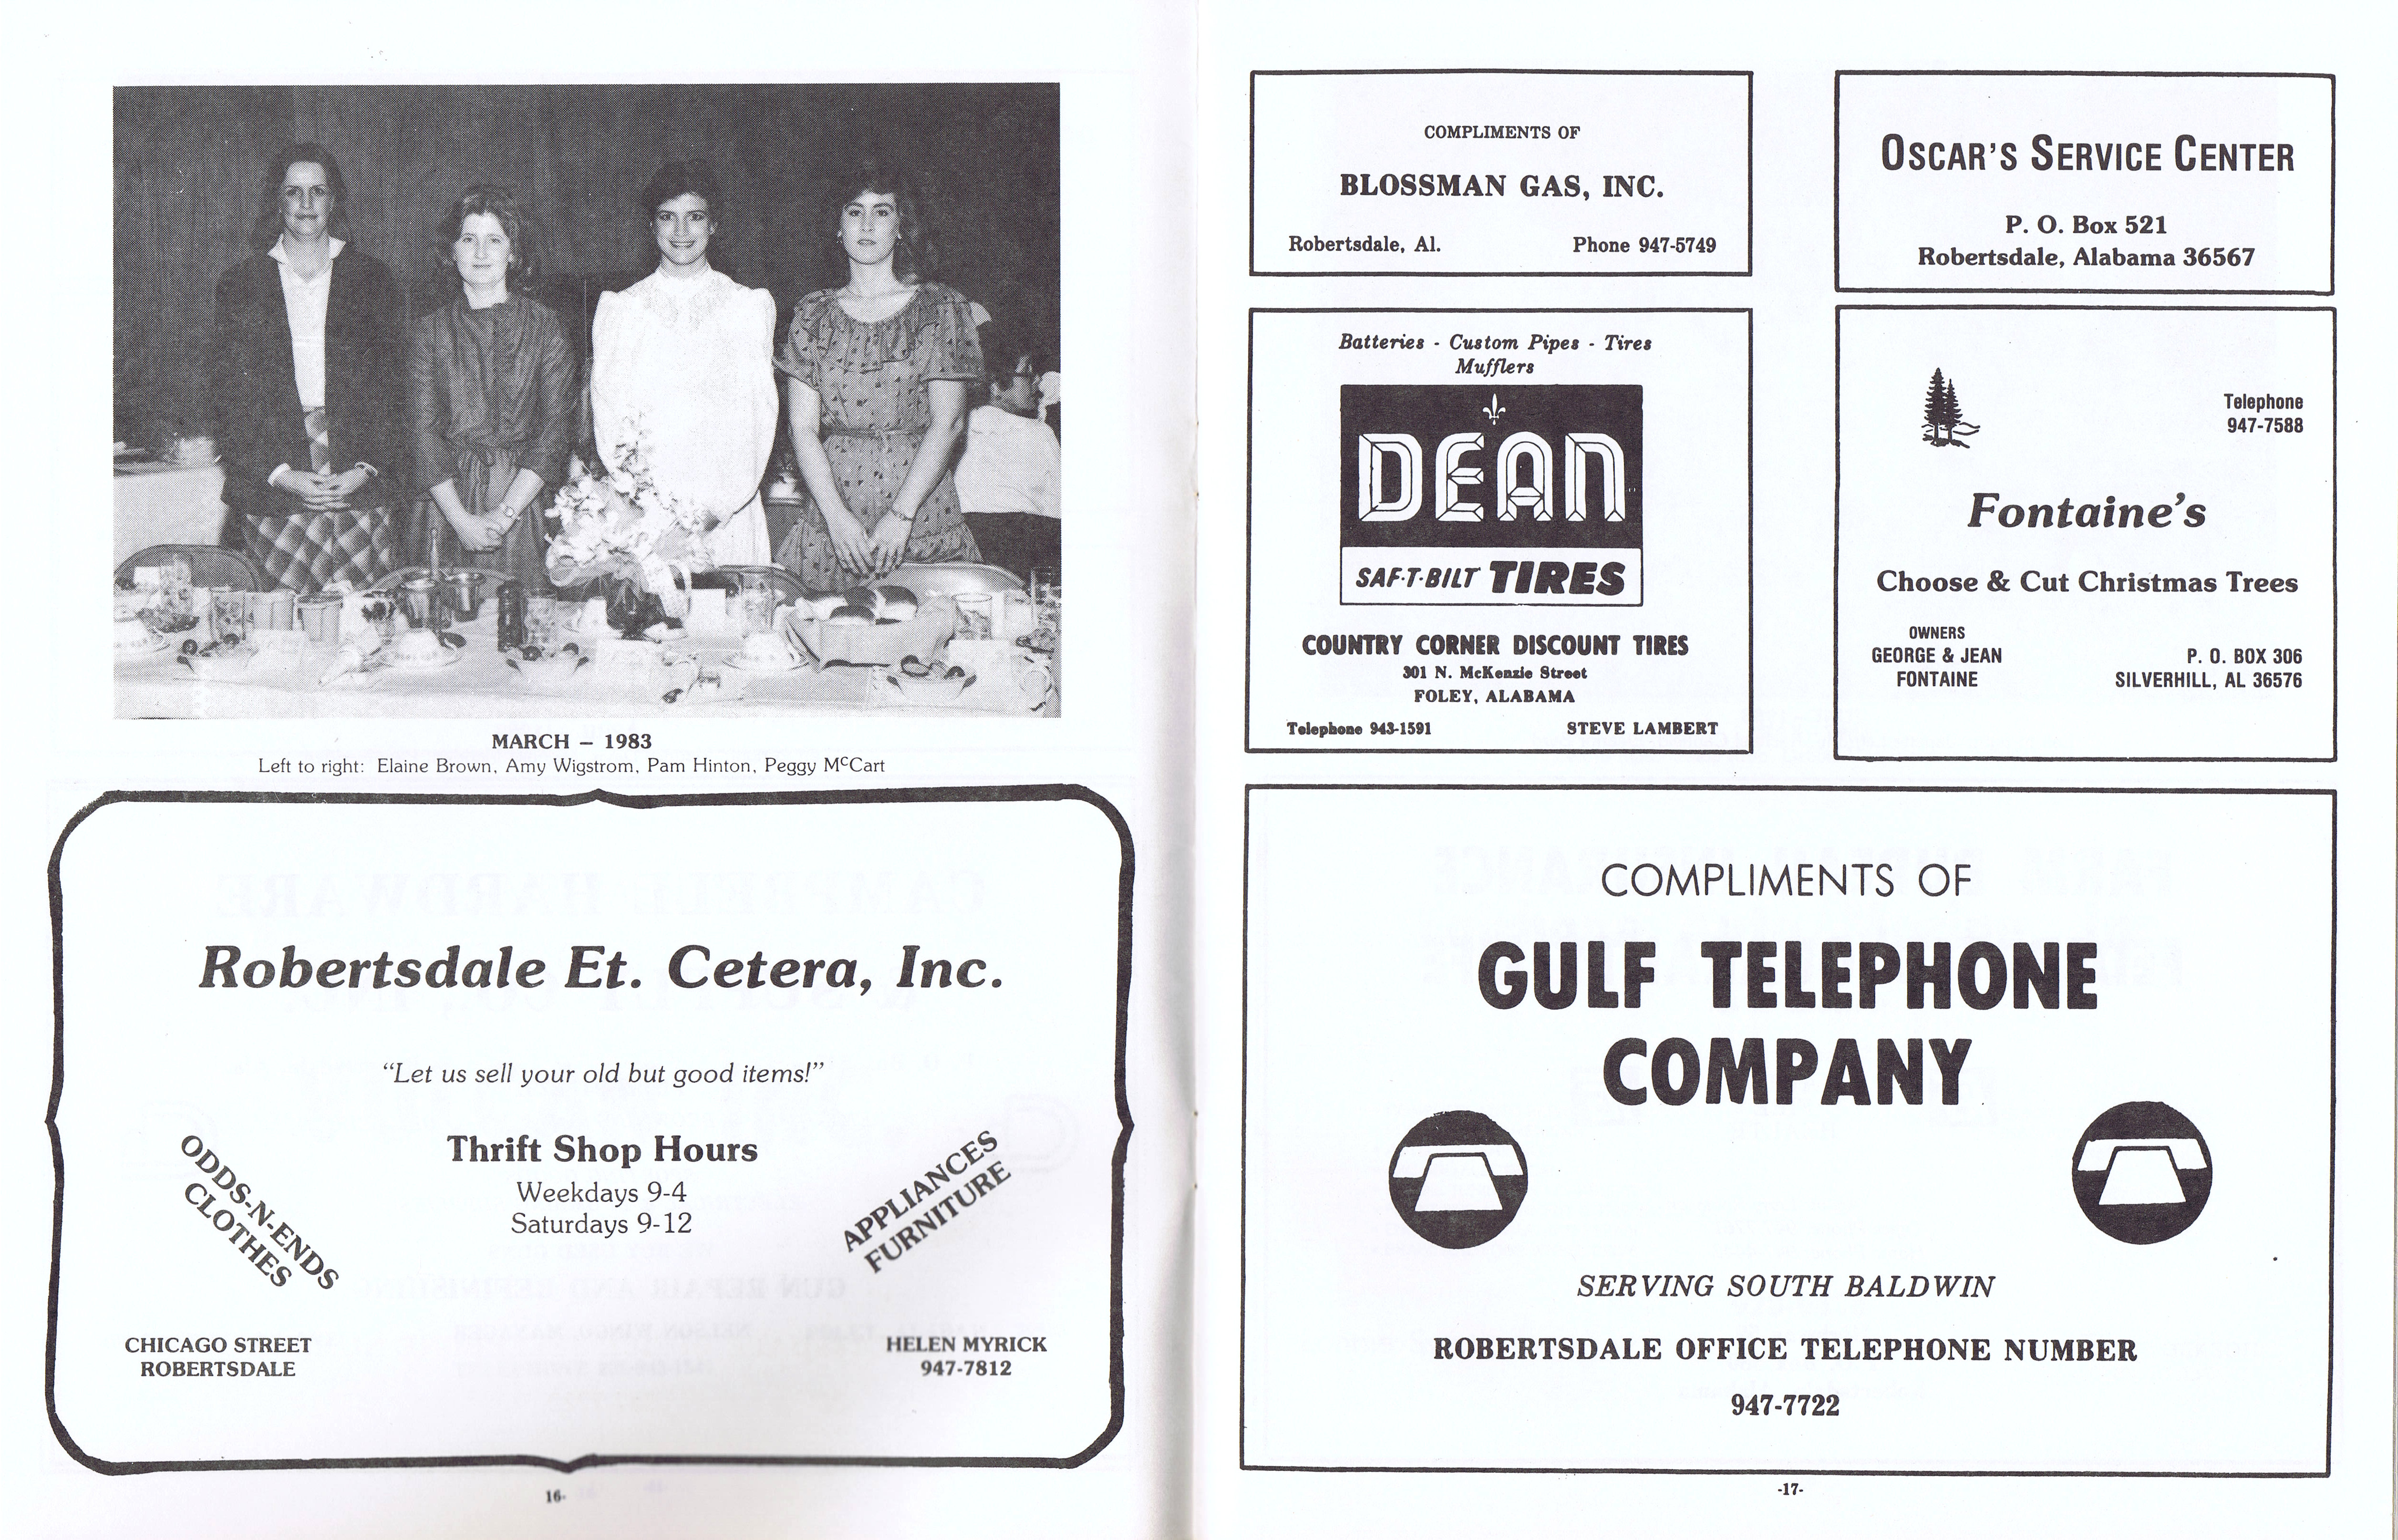 MARCH – 1983
Left to right: Elaine Brown, Amy Wigstrom, Pam Hinton, Peggy McCart
Robertsdale Et. Cetera, Inc.
“Let us sell your old but good items!”
ODDS-N-ENDS
CLOTHES
Thrift Shop Hours
Weekdays 9-4
Saturdays 9-12
APPLIANCES
FURNITURE
CHICAGO STREET
ROBERTSDALE
HELEN MYRICK
947-7812
16-
COMPLIMENTS OF
BLOSSMAN GAS, INC.
Robertsdale, Al. Phone 947-5749
OSCAR'S SERVICE CENTER
P. O. Box 521
Robertsdale, Alabama 36567
Batteries - Custom Pipes - Tires
Mufflers
DEAN
SAF·T·BILT TIRES
COUNTRY CORNER DISCOUNT TIRES
301 N. McKenzie Street
FOLEY, ALABAMA
Telephone 943-1591 STEVE LAMBERT
Telephone
947-7588
Fontaine's
Choose & Cut Christmas Trees
OWNERS
GEORGE & JEAN
FONTAINE
P. O. BOX 306
SILVERHILL, AL 36576
COMPLIMENTS OF
GULF TELEPHONE
COMPANY
SERVING SOUTH BALDWIN
ROBERTSDALE OFFICE TELEPHONE NUMBER
947-7722
-17-